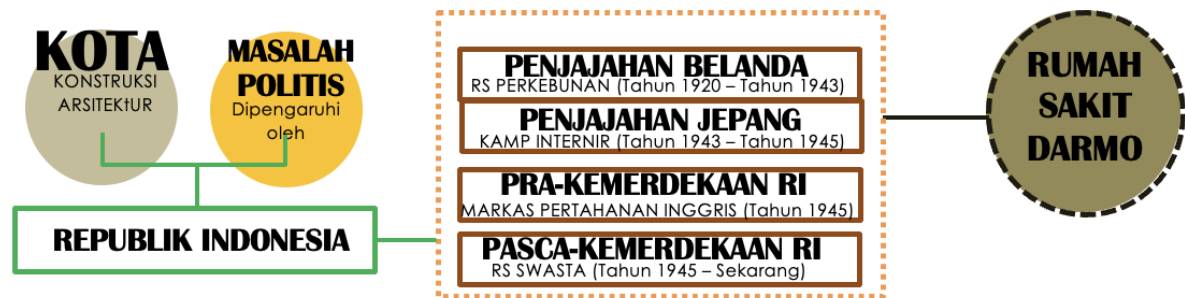 KOTA
KONSTRUKSI
ARSITEKtUR
MASALAH
POLITIS
Dipengaruhi
oleh
REPUBLIK INDONESIA
PENJAJAHAN BELANDA
RS PERKEBUNAN (Tahun 1920 – Tahun 1943)
PENJAJAHAN JEPANG
KAMP INTERNIR (Tahun 1943 – Tahun 1945)
PRA-KEMERDEKAAN RI
MARKAS PERTAHANAN INGGRIS (Tahun 1945)
PASCA-KEMERDEKAAN RI
RS SWASTA (Tahun 1945 – Sekarang)
RUMAH
SAKIT
DARMO